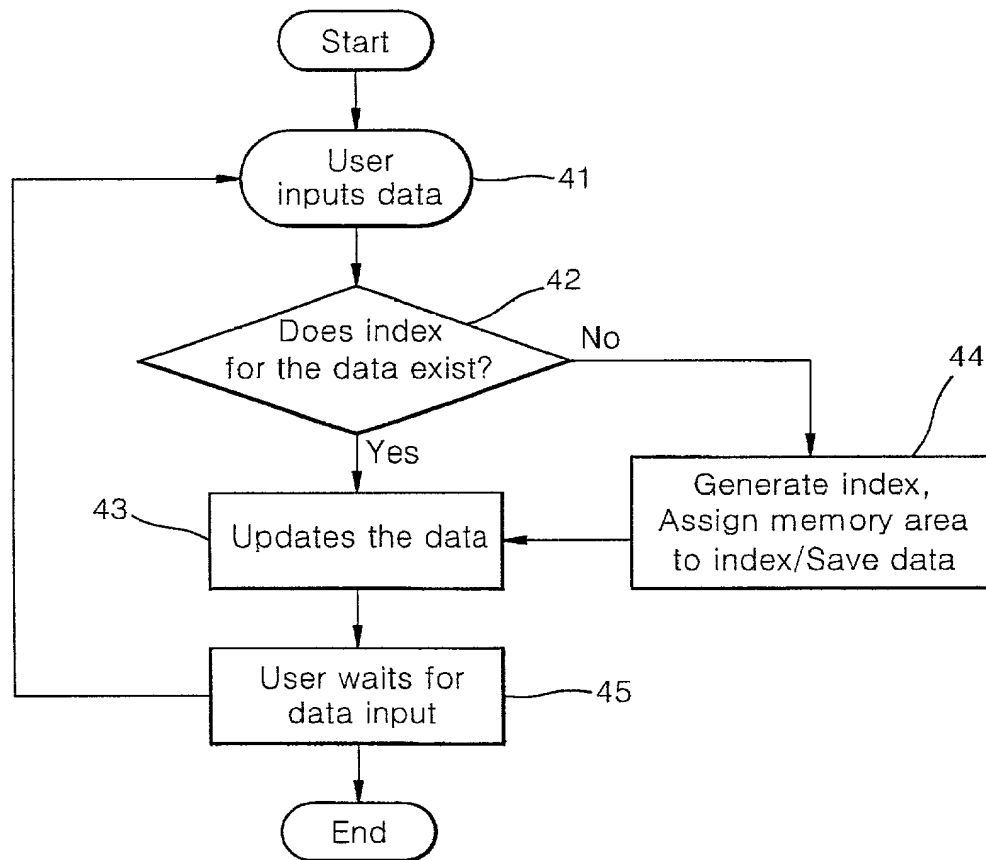 Start
User
inputs data
41
42
Does index
for the data exist?
No
Yes
44
Generate index,
Assign memory area
to index/Save data
43
Updates the data
User waits for
data input
45
End